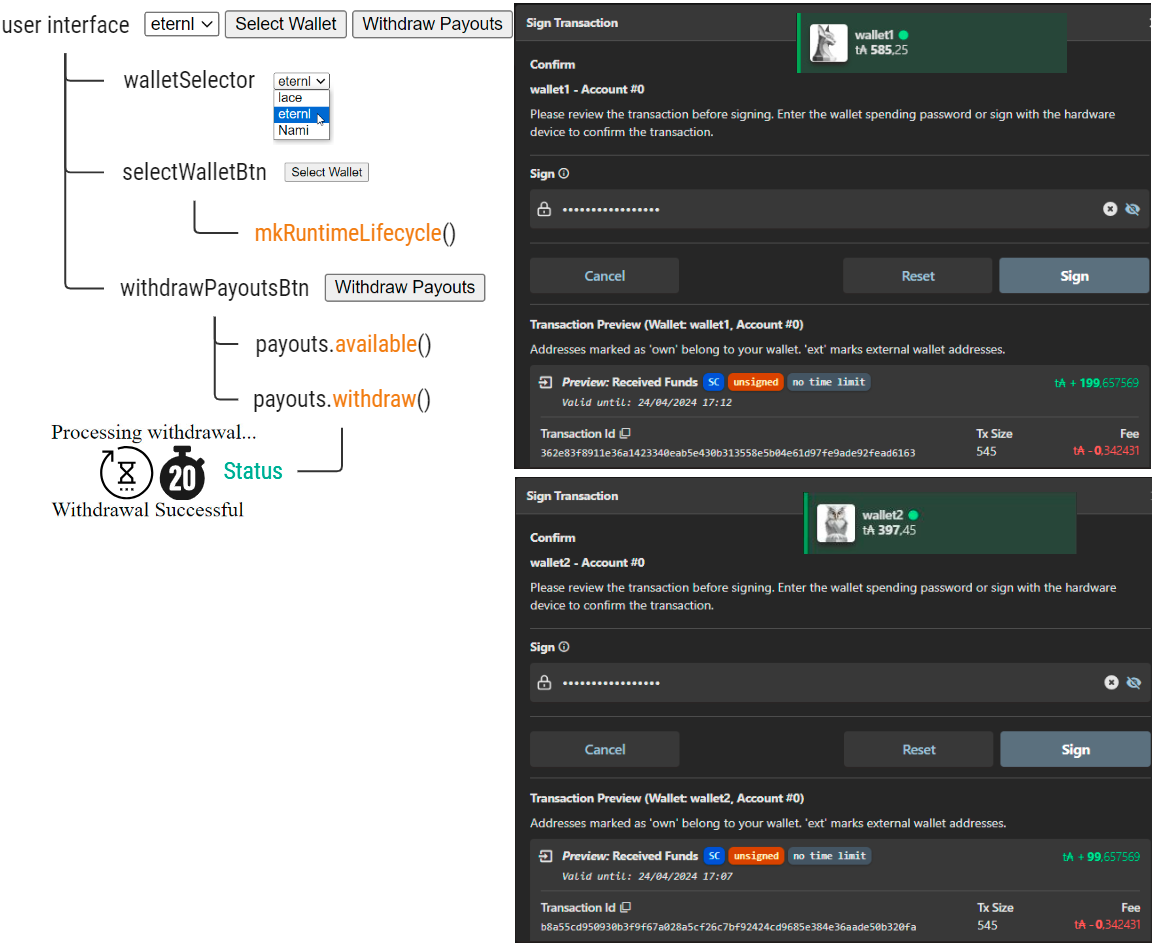 user interface eternl Select Wallet Withdraw Payouts
walletSelector eternl
lace
eternl
Nami
selectWalletBtn Select Wallet
mkRuntimeLifecycle()
withdrawPayoutsBtn Withdraw Payouts
payouts.available()
payouts.withdraw()
Processing withdrawal...
20 Status
Withdrawal Successful
Sign Transaction
wallet1
t₳ 585,25
Confirm
wallet1 - Account #0
Please review the transaction before signing. Enter the wallet spending password or sign with the hardware
device to confirm the transaction.
Sign
•••••••••••••••••
Cancel Reset Sign
Transaction Preview (Wallet: wallet1, Account #0)
Addresses marked as 'own' belong to your wallet. 'ext' marks external wallet addresses.
Preview: Received Funds SC unsigned no time limit t₳ + 199,657569
Valid until: 24/04/2024 17:12
Transaction Id Tx Size Fee
362e83f8911e36a1423340eab5e430b313558e5b04e61d97fe9ade92fead6163 545 t₳ - 0,342431
Sign Transaction
wallet2
t₳ 397,45
Confirm
wallet2 - Account #0
Please review the transaction before signing. Enter the wallet spending password or sign with the hardware
device to confirm the transaction.
Sign
•••••••••••••••••
Cancel Reset Sign
Transaction Preview (Wallet: wallet2, Account #0)
Addresses marked as 'own' belong to your wallet. 'ext' marks external wallet addresses.
Preview: Received Funds SC unsigned no time limit t₳ + 99,657569
Valid until: 24/04/2024 17:07
Transaction Id Tx Size Fee
b8a55cd950930b3f9f67a028a5cf26c7bf92424cd9685e384e36aade50b320fa 545 t₳ - 0,342431